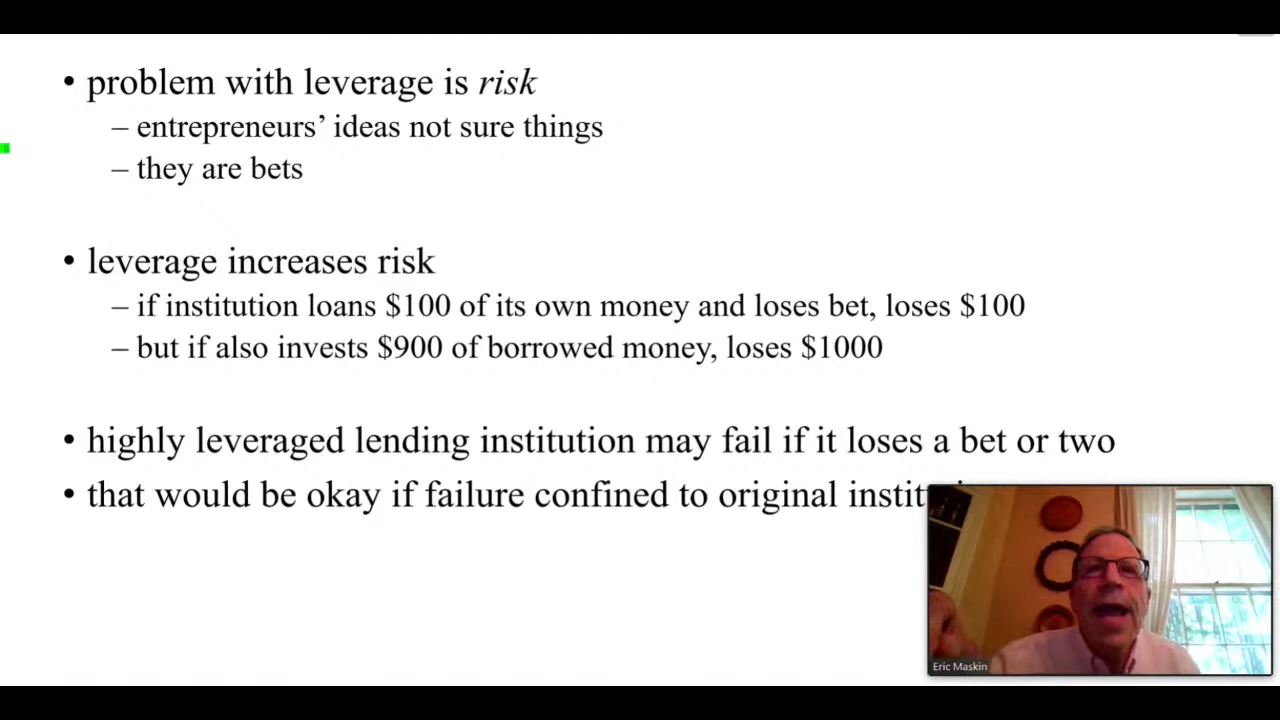 • problem with leverage is risk
– entrepreneurs’ ideas not sure things
– they are bets
• leverage increases risk
– if institution loans $100 of its own money and loses bet, loses $100
– but if also invests $900 of borrowed money, loses $1000
• highly leveraged lending institution may fail if it loses a bet or two
• that would be okay if failure confined to original
Eric Maskin